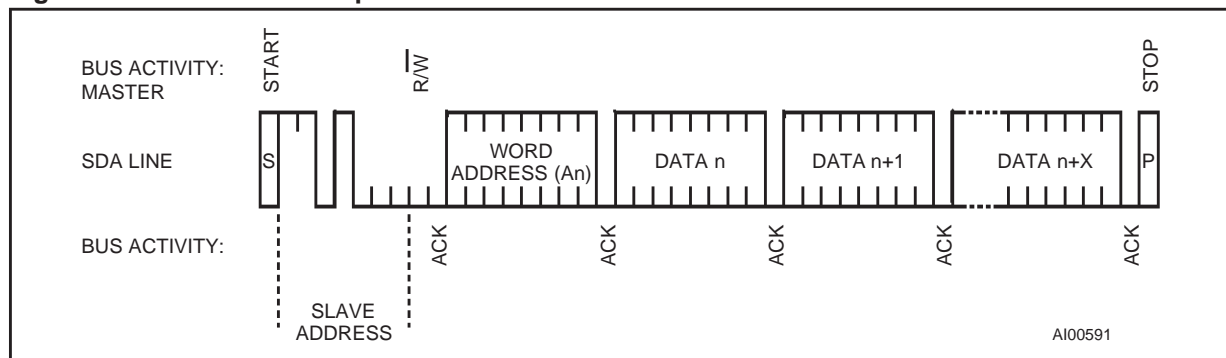 BUS ACTIVITY:
MASTER
START
R/W
STOP
SDA LINE
S
WORD
ADDRESS (An)
DATA n
DATA n+1
DATA n+X
P
BUS ACTIVITY:
ACK
ACK
ACK
ACK
ACK
SLAVE
ADDRESS
AI00591